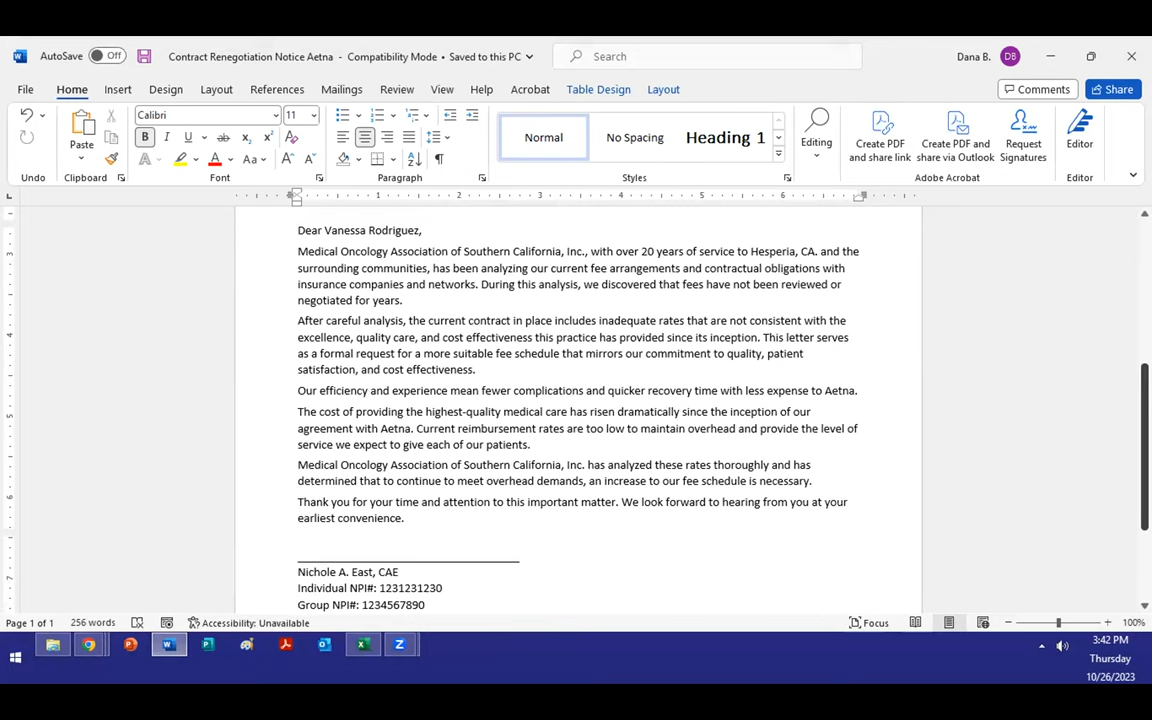 AutoSave Off Contract Renegotiation Notice Aetna - Compatibility Mode • Saved to this PC Search Dana B. DB
File Home Insert Design Layout References Mailings Review View Help Acrobat Table Design Layout Comments Share
Calibri 11 Normal No Spacing Heading 1
Paste Editing Create PDF and share link Create PDF and share via Outlook Request Signatures Editor
Undo Clipboard Font Paragraph Styles Adobe Acrobat Editor
1 2 3 4 5 6 7
Dear Vanessa Rodriguez,
Medical Oncology Association of Southern California, Inc., with over 20 years of service to Hesperia, CA. and the
surrounding communities, has been analyzing our current fee arrangements and contractual obligations with
insurance companies and networks. During this analysis, we discovered that fees have not been reviewed or
negotiated for years.
After careful analysis, the current contract in place includes inadequate rates that are not consistent with the
excellence, quality care, and cost effectiveness this practice has provided since its inception. This letter serves
as a formal request for a more suitable fee schedule that mirrors our commitment to quality, patient
satisfaction, and cost effectiveness.
Our efficiency and experience mean fewer complications and quicker recovery time with less expense to Aetna.
The cost of providing the highest-quality medical care has risen dramatically since the inception of our
agreement with Aetna. Current reimbursement rates are too low to maintain overhead and provide the level of
service we expect to give each of our patients.
Medical Oncology Association of Southern California, Inc. has analyzed these rates thoroughly and has
determined that to continue to meet overhead demands, an increase to our fee schedule is necessary.
Thank you for your time and attention to this important matter. We look forward to hearing from you at your
earliest convenience.
Nichole A. East, CAE
Individual NPI#: 1231231230
Group NPI#: 1234567890
Page 1 of 1 256 words Accessibility: Unavailable Focus 100%
3:42 PM
Thursday
10/26/2023